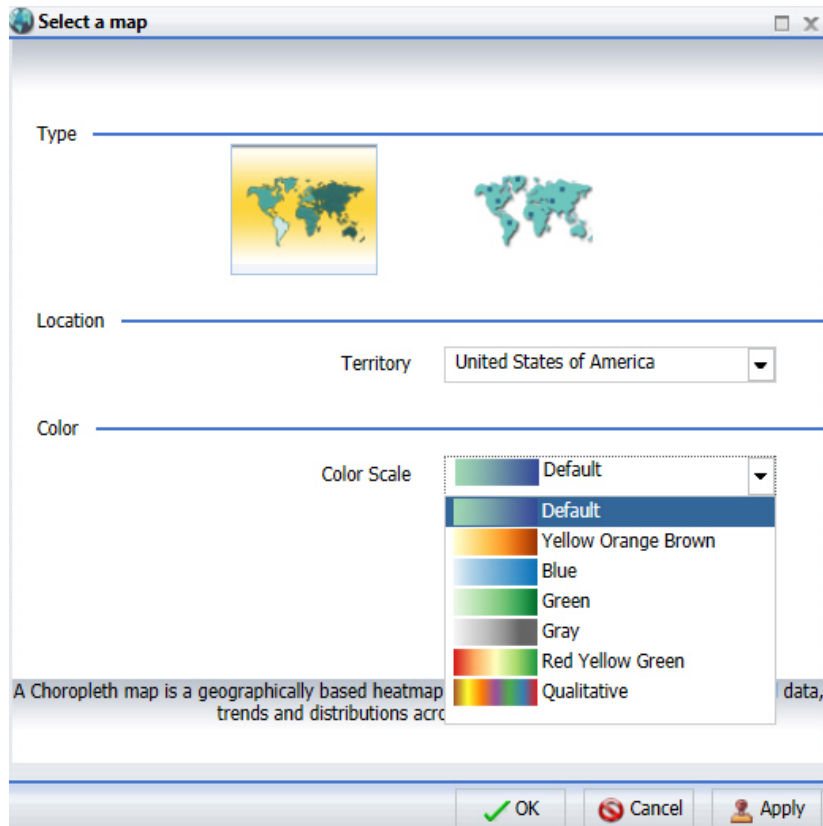 Select a map
Type
Location
Territory United States of America
Color
Color Scale Default
Default
Yellow Orange Brown
Blue
Green
Gray
Red Yellow Green
Qualitative
A Choropleth map is a geographically based heatmap data,
trends and distributions
OK Cancel Apply